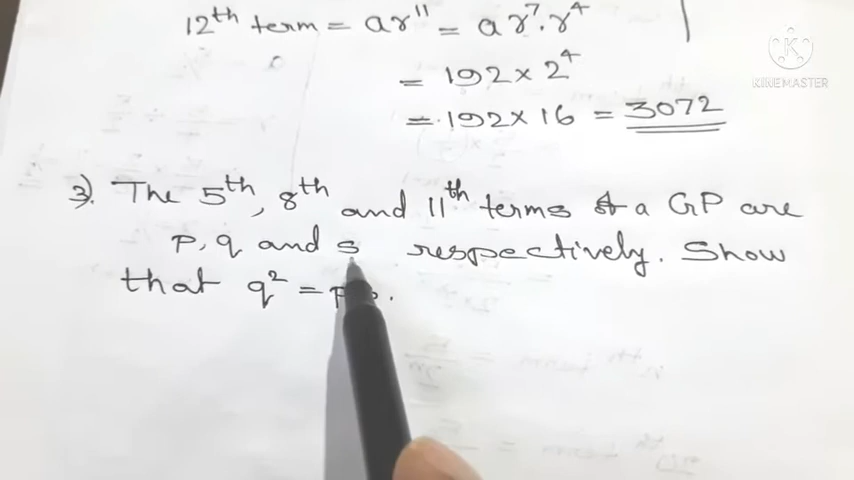 12th term = ar¹¹ = ar⁷.r⁴
= 192 × 2⁴
= 192 × 16 = 3072
3). The 5th, 8th and 11th terms of a GP are
P, q and s respectively. Show
that q² =
KINEMASTER